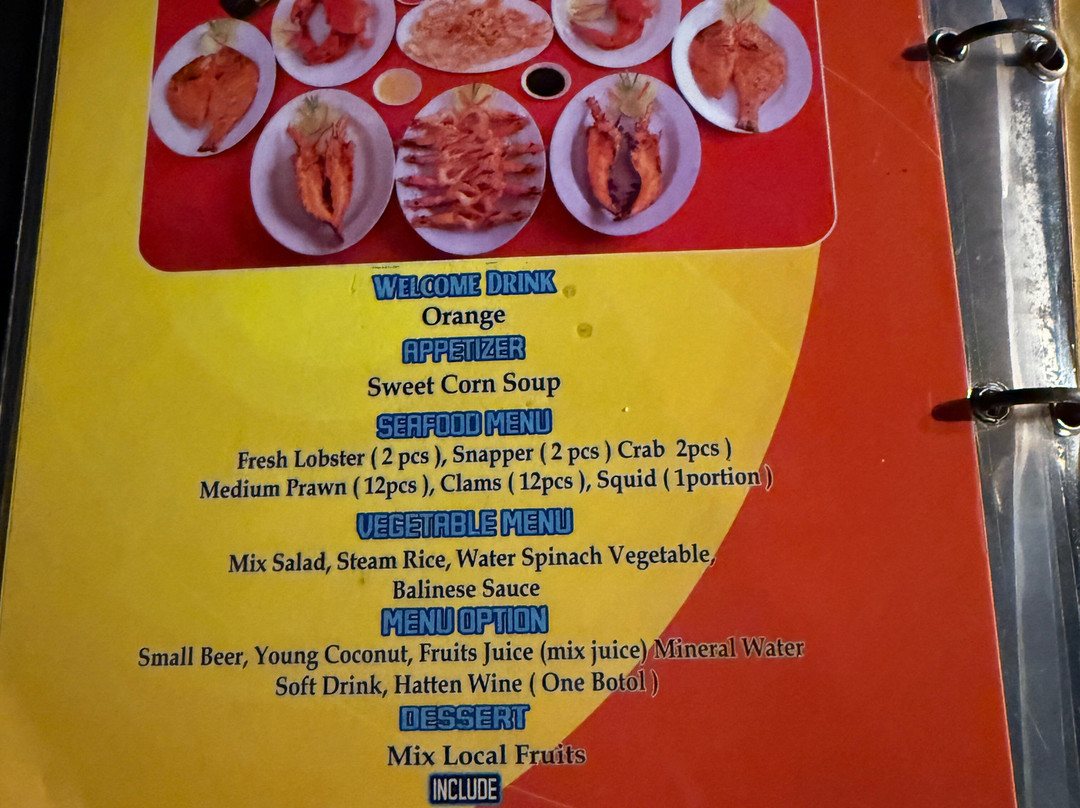 WELCOME DRINK
Orange
APPETIZER
Sweet Corn Soup
SEAFOOD MENU
Fresh Lobster ( 2 pcs ), Snapper ( 2 pcs ) Crab 2pcs )
Medium Prawn ( 12pcs ), Clams ( 12pcs ), Squid ( 1portion )
VEGETABLE MENU
Mix Salad, Steam Rice, Water Spinach Vegetable,
Balinese Sauce
MENU OPTION
Small Beer, Young Coconut, Fruits Juice (mix juice) Mineral Water
Soft Drink, Hatten Wine ( One Botol )
DESSERT
Mix Local Fruits
INCLUDE